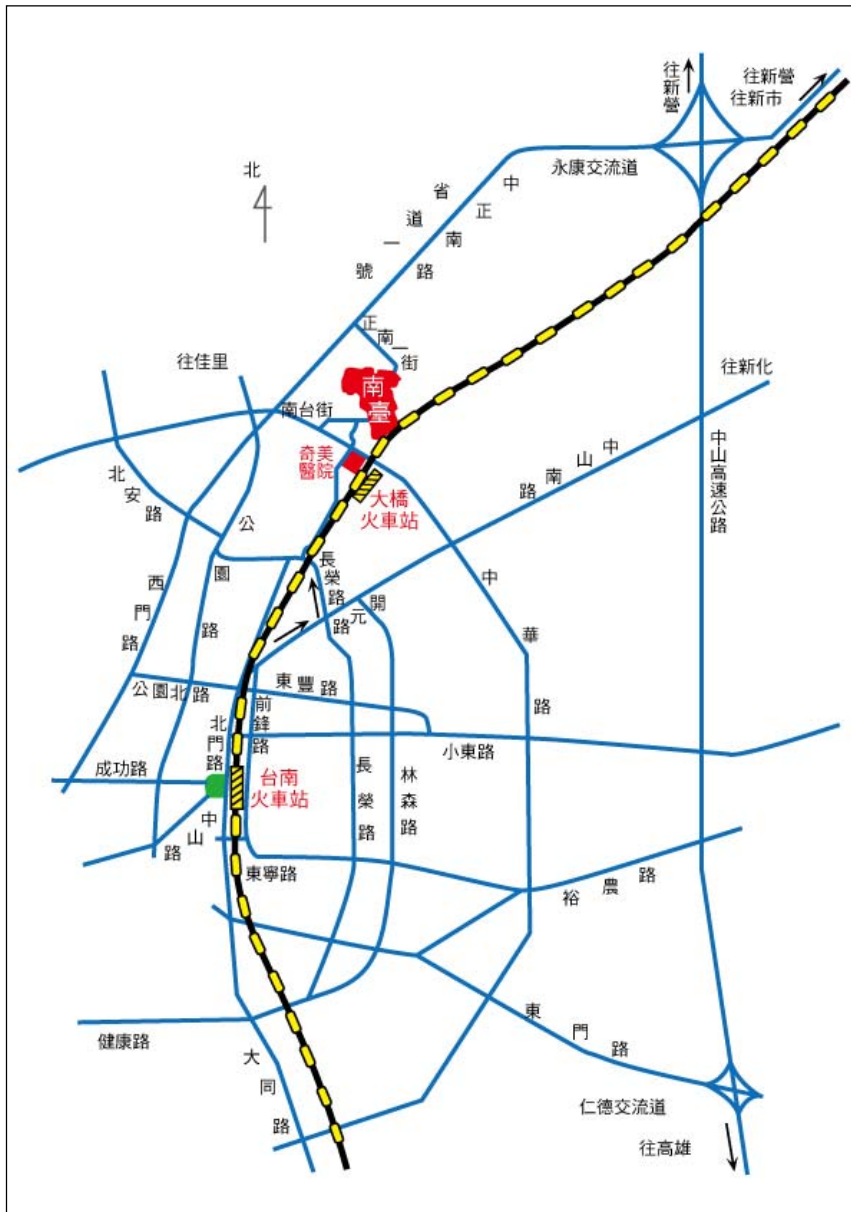 往新營
往新營
往新市
永康交流道
北
省道一號
中正南路
正南一街
往佳里
南臺
南台街
往新化
奇美
醫院
大橋
火車站
北安路
中山南路
中山高速公路
公園路
西門路
長榮路
開元路
中華路
公園北路
東豐路
北門路
前鋒路
小東路
成功路
台南
火車站
長榮路
林森路
中山路
東寧路
裕農路
東門路
健康路
大同路
仁德交流道
往高雄